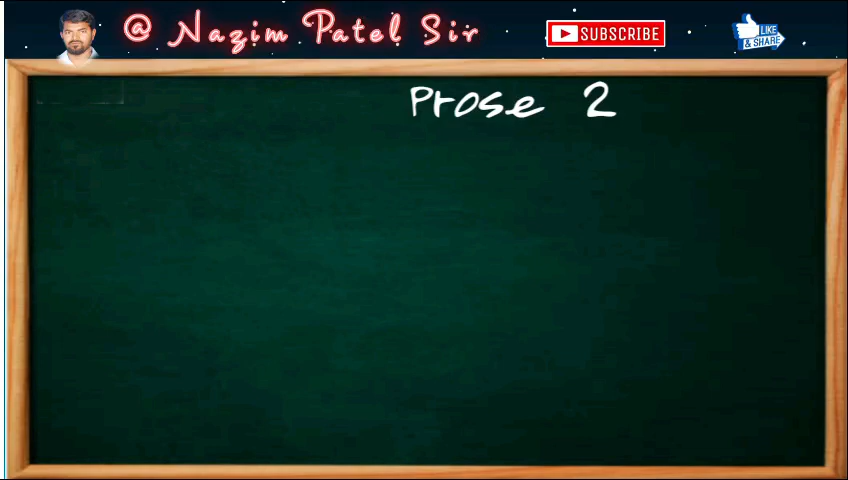 @ Nazim Patel Sir
SUBSCRIBE
LIKE
& SHARE
Prose 2